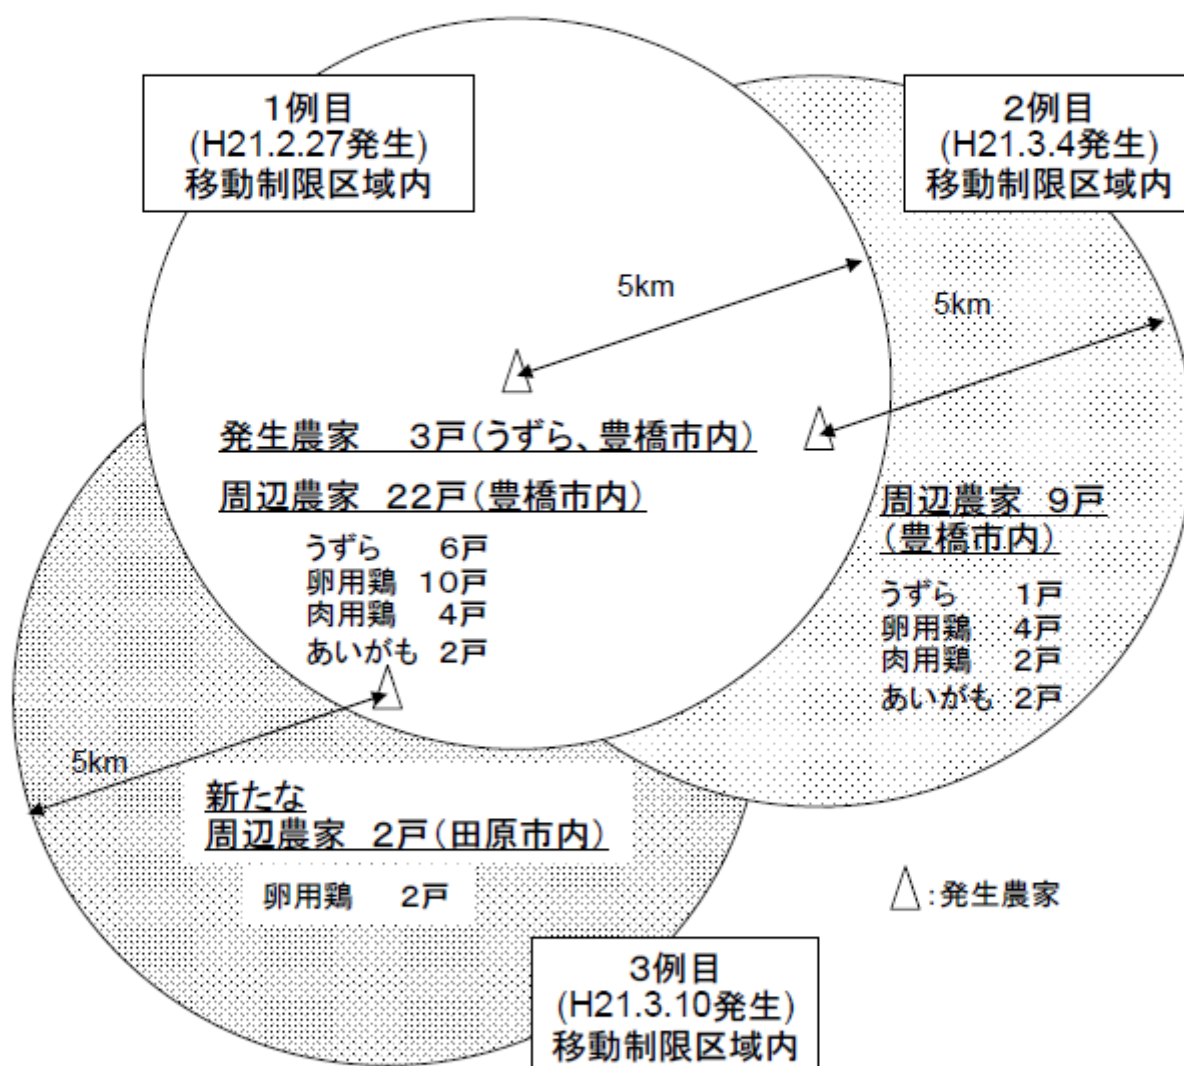 1例目
(H21.2.27発生)
移動制限区域内
2例目
(H21.3.4発生)
移動制限区域内
5km
5km
発生農家　3戸(うずら、豊橋市内)
周辺農家　22戸(豊橋市内)
うずら　6戸
卵用鶏　10戸
肉用鶏　4戸
あいがも　2戸
周辺農家　9戸
(豊橋市内)
うずら　1戸
卵用鶏　4戸
肉用鶏　2戸
あいがも　2戸
5km
新たな
周辺農家　2戸(田原市内)
卵用鶏　2戸
△:発生農家
3例目
(H21.3.10発生)
移動制限区域内